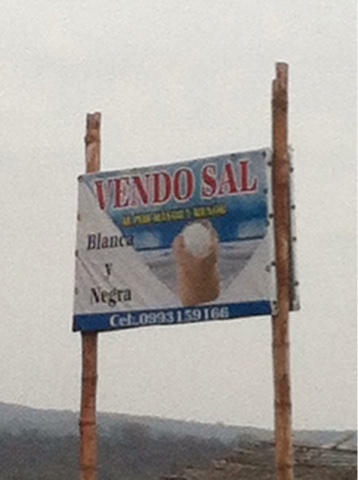 VENDO SAL
AL POR MAYOR Y MENOR
Blanca
y
Negra
Cel:.0993159166